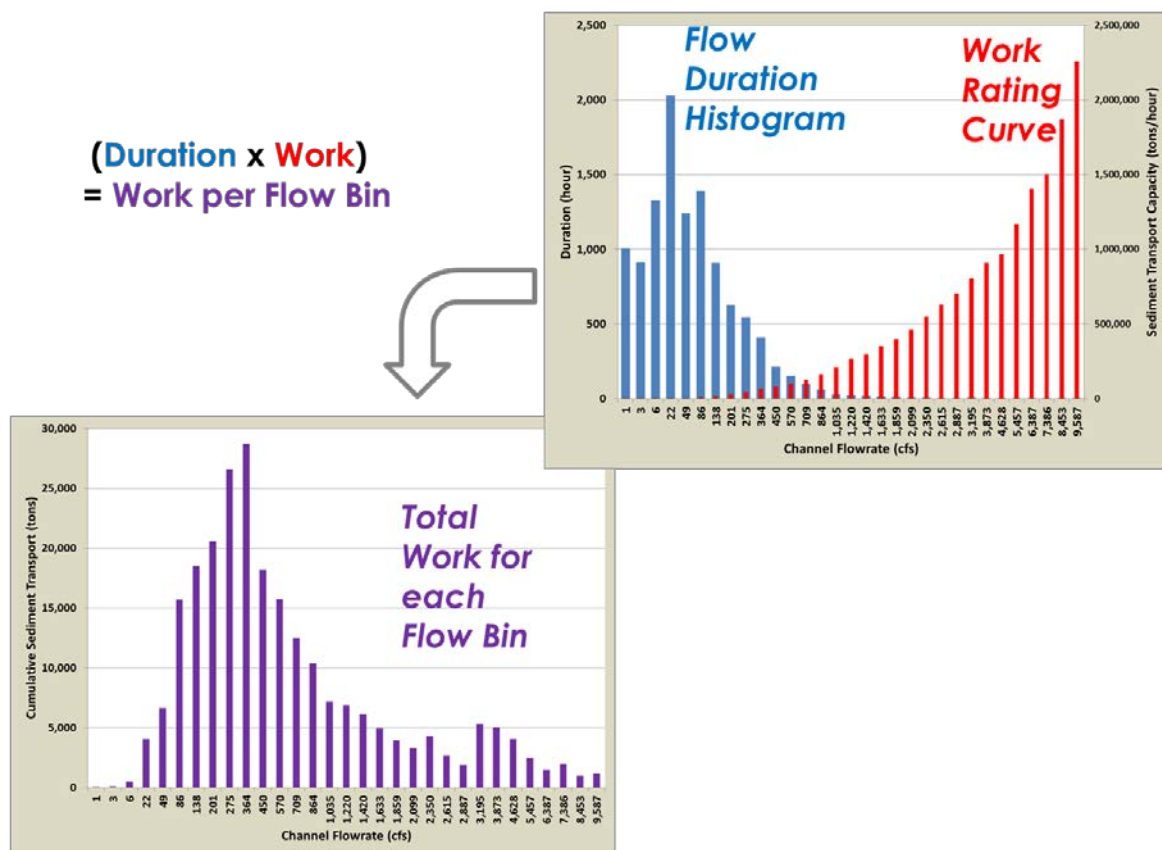 (Duration x Work)
= Work per Flow Bin
Flow
Duration
Histogram
Work
Rating
Curve
2,500
2,000
1,500
1,000
500
0
Duration (hour)
2,500,000
2,000,000
1,500,000
1,000,000
500,000
0
Sediment Transport Capacity (tons/hour)
1 3 6 22 49 86 138 201 275 364 450 570 709 864 1,035 1,220 1,420 1,633 1,859 2,099 2,350 2,615 2,887 3,195 3,873 4,628 5,457 6,387 7,386 8,453 9,587
Channel Flowrate (cfs)
Total
Work for
each
Flow Bin
30,000
25,000
20,000
15,000
10,000
5,000
0
Cumulative Sediment Transport (tons)
1 3 6 22 49 86 138 201 275 364 450 570 709 864 1,035 1,220 1,420 1,633 1,859 2,099 2,350 2,615 2,887 3,195 3,873 4,628 5,457 6,387 7,386 8,453 9,587
Channel Flowrate (cfs)